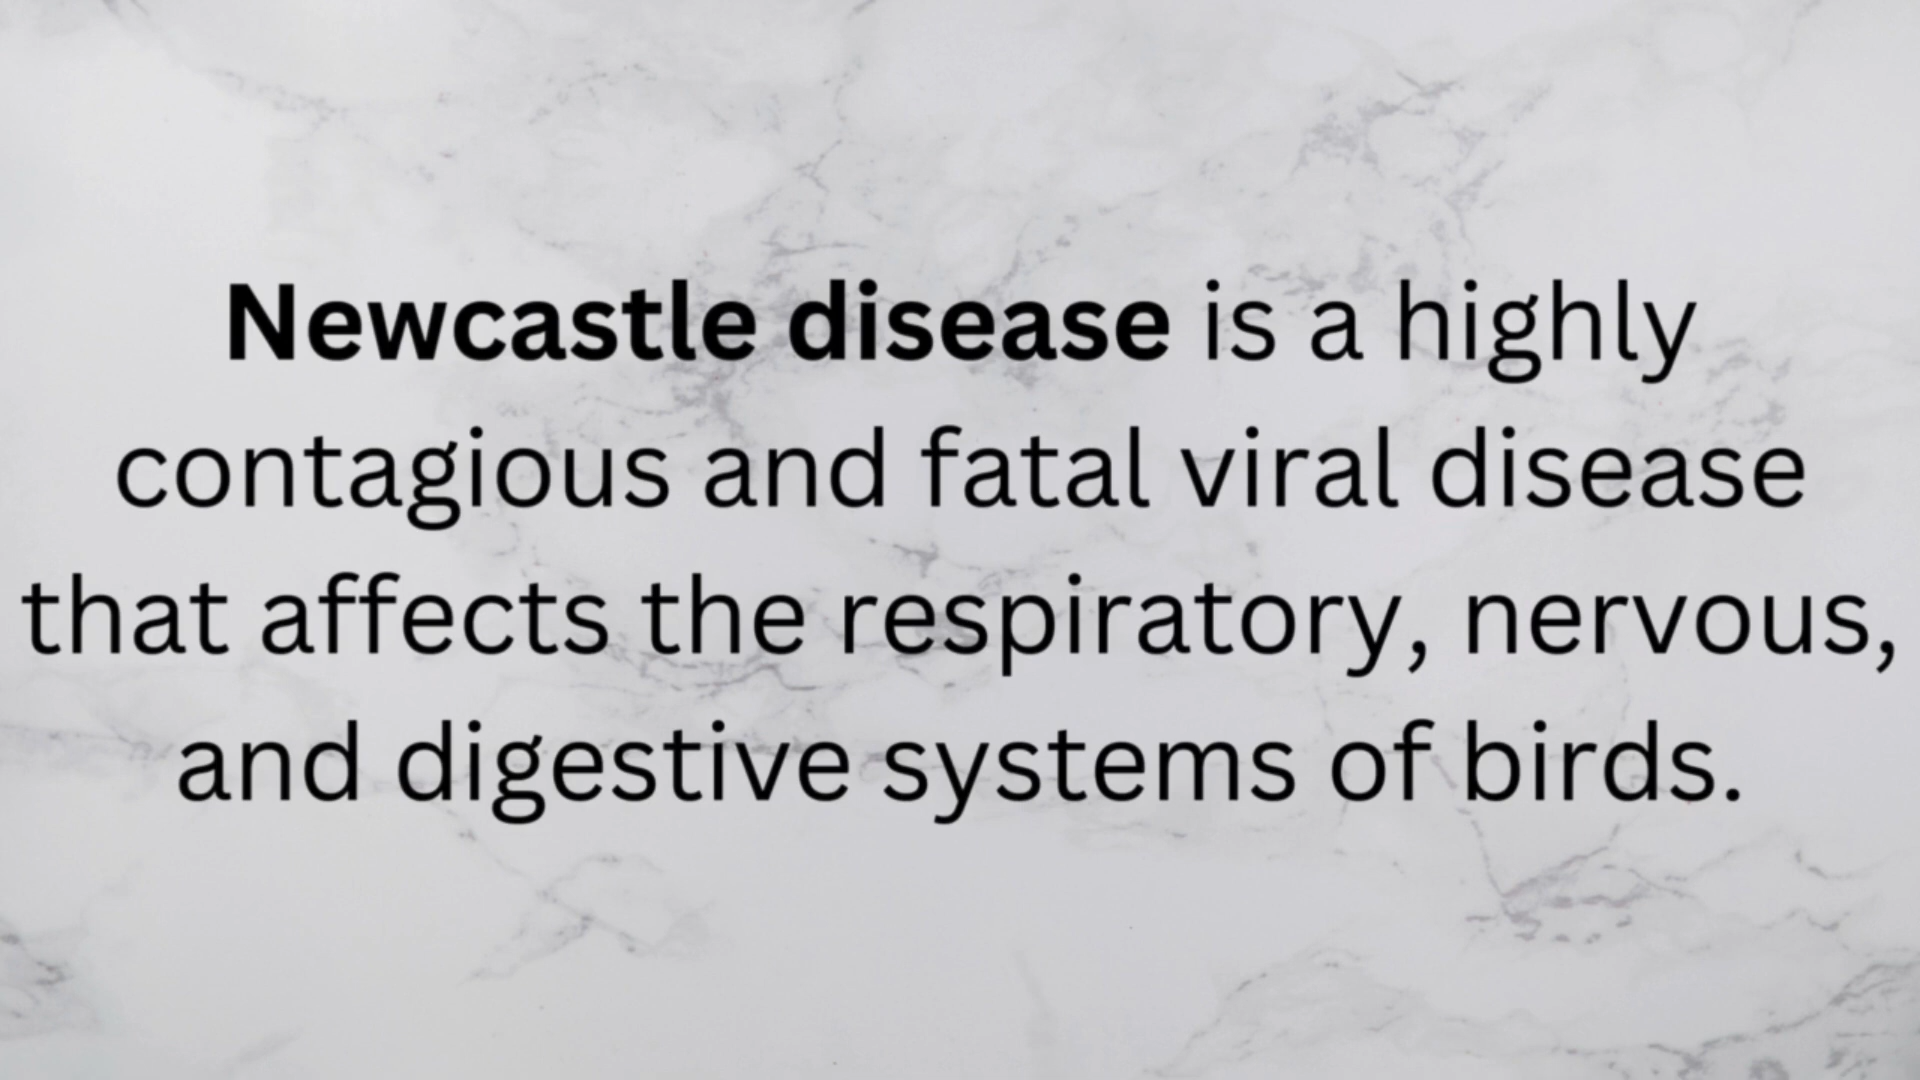 Newcastle disease is a highly
contagious and fatal viral disease
that affects the respiratory, nervous,
and digestive systems of birds.